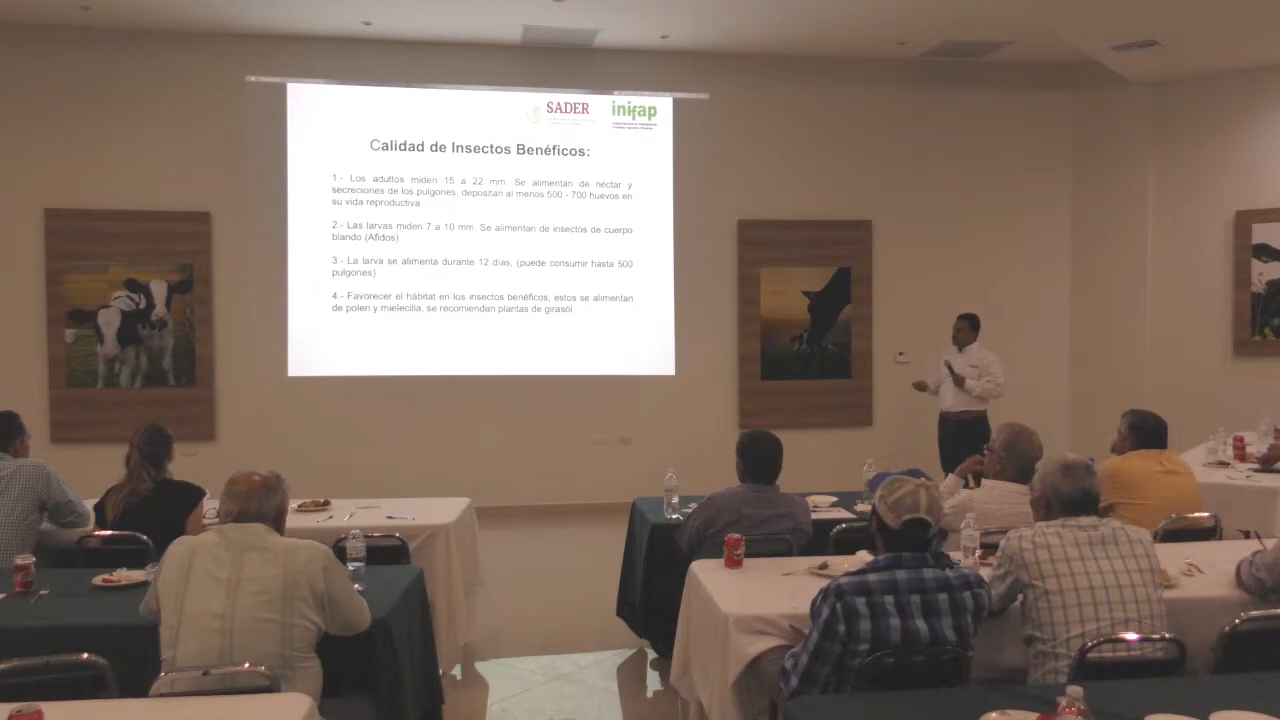 SADER
inifap
Calidad de Insectos Benéficos:
1.- Los adultos miden 15 a 22 mm. Se alimentan de néctar y
secreciones de los pulgones, depositan al menos 500 - 700 huevos en
su vida reproductiva.
2.- Las larvas miden 7 a 10 mm. Se alimentan de insectos de cuerpo
blando (Afidos)
3.- La larva se alimenta durante 12 días, (puede consumir hasta 500
pulgones)
4.- Favorecer el hábitat en los insectos benéficos, estos se alimentan
de polen y mielecilla, se recomiendan plantas de girasol.